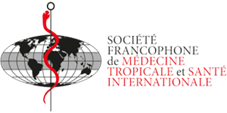 SOCIÉTÉ
FRANCOPHONE
de MÉDECINE
TROPICALE et SANTÉ
INTERNATIONALE